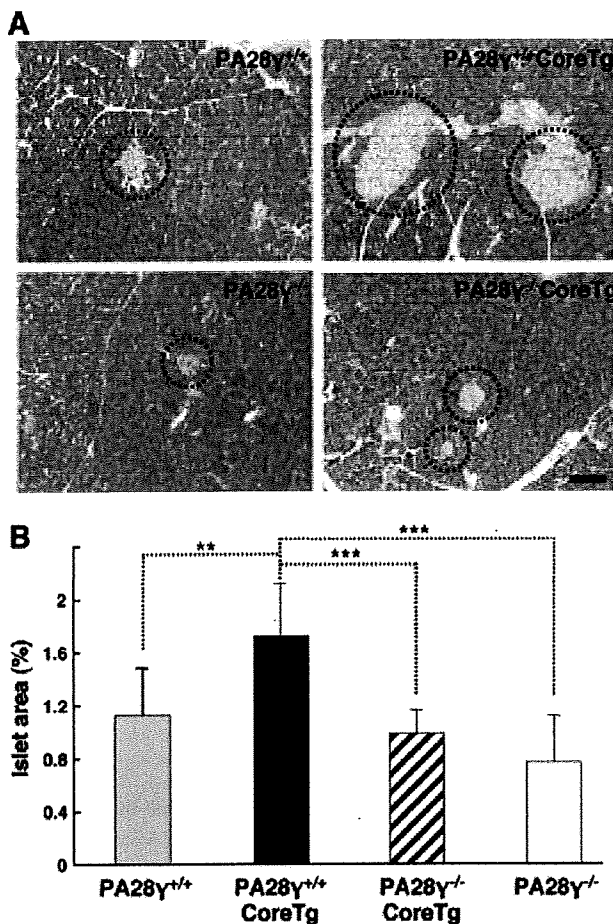 A
PA28γ+/+
PA28γ+/+CoreTg
PA28γ-/-
PA28γ-/-CoreTg
B
Islet area (%)
2
1.6
1.2
0.8
0.4
0
**
***
***
PA28γ+/+
PA28γ+/+
CoreTg
PA28γ-/-
CoreTg
PA28γ-/-